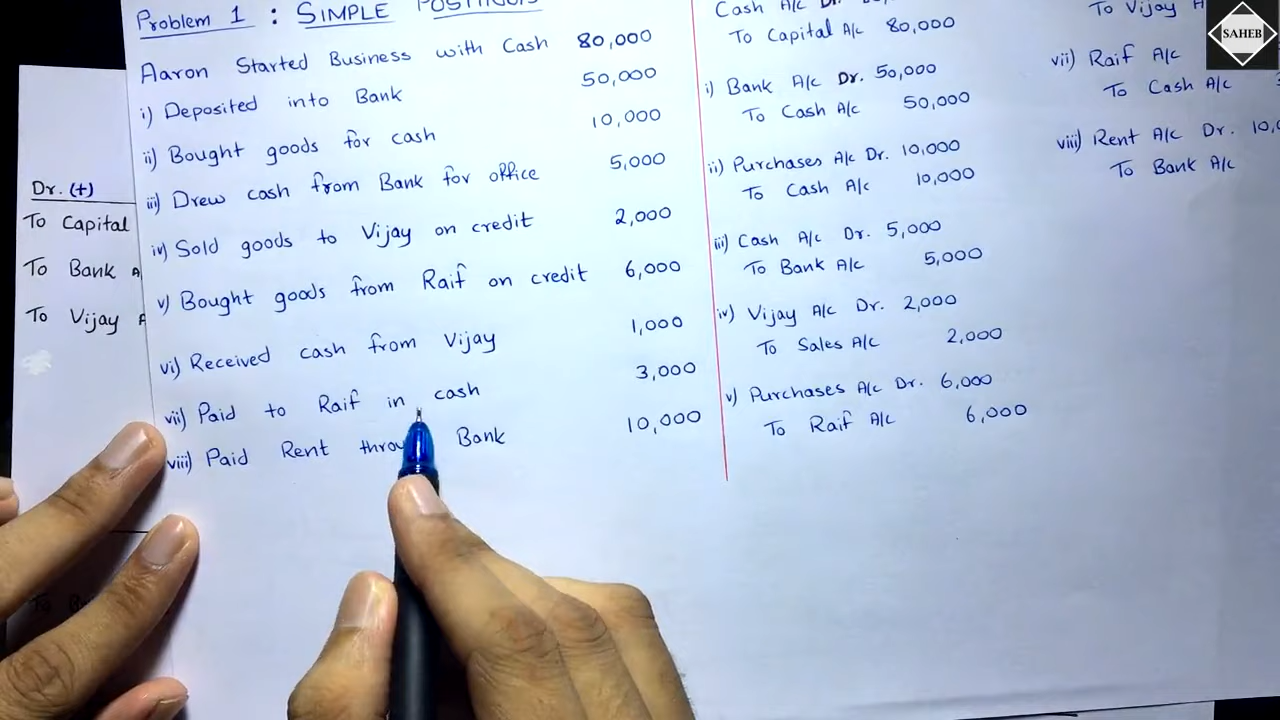 Problem 1 : SIMPLE POSTINGS
Aaron Started Business with Cash 80,000
i) Deposited into Bank 50,000
ii) Bought goods for cash 10,000
iii) Drew cash from Bank for office 5,000
iv) Sold goods to Vijay on credit 2,000
v) Bought goods from Raif on credit 6,000
vi) Received cash from Vijay 1,000
vii) Paid to Raif in cash 3,000
viii) Paid Rent Bank 10,000
Cash A/c Dr.
To Capital A/c 80,000
i) Bank A/c Dr. 50,000
To Cash A/c 50,000
ii) Purchases A/c Dr. 10,000
To Cash A/c 10,000
iii) Cash A/c Dr. 5,000
To Bank A/c 5,000
iv) Vijay A/c Dr. 2,000
To Sales A/c 2,000
v) Purchases A/c Dr. 6,000
To Raif A/c 6,000
To Vijay
vii) Raif A/c
To Cash A/c
viii) Rent A/c Dr.
To Bank A/c
Dr. (+)
To Capital
To Bank
To Vijay
SAHEB